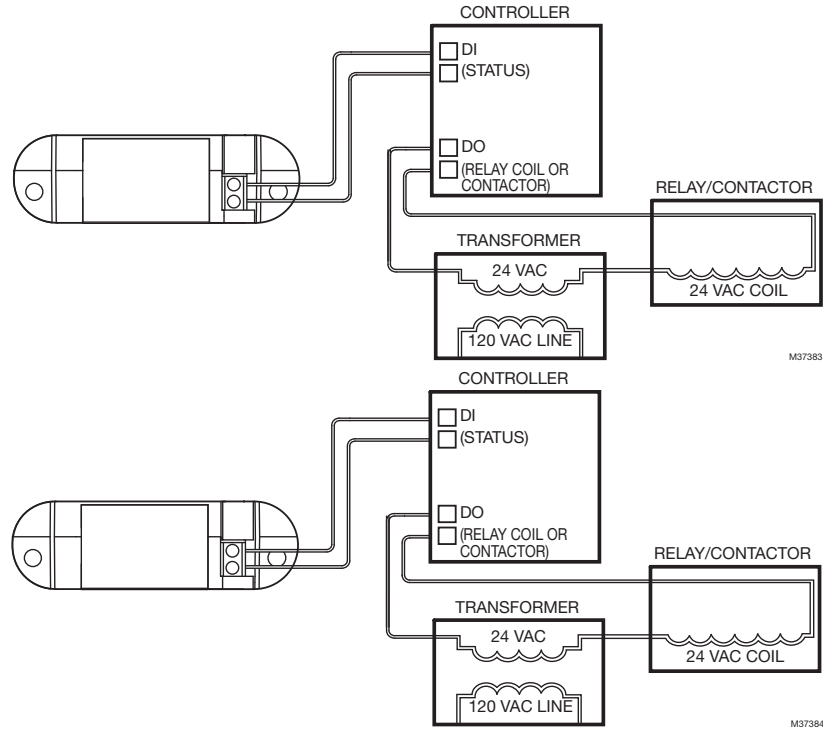 CONTROLLER
DI
(STATUS)
DO
(RELAY COIL OR
CONTACTOR)
RELAY/CONTACTOR
TRANSFORMER
24 VAC
24 VAC COIL
120 VAC LINE
M37383
CONTROLLER
DI
(STATUS)
DO
(RELAY COIL OR
CONTACTOR)
RELAY/CONTACTOR
TRANSFORMER
24 VAC
24 VAC COIL
120 VAC LINE
M37384